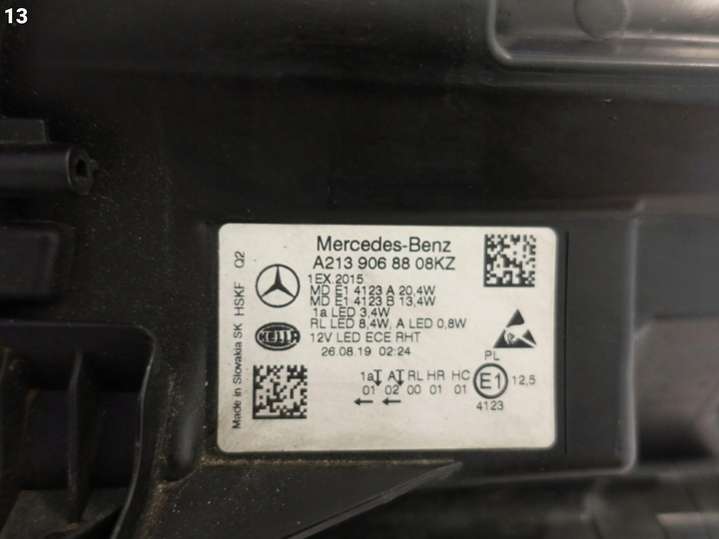 13
Mercedes-Benz
A213 906 88 08KZ
1EX.2015
MD E1 4123 A 20,4W
MD E1 4123 B 13,4W
1a LED 3,4W
RL LED 8,4W, A LED 0,8W
12V LED ECE RHT
26.08.19 02:24
HELLA
Made in Slovakia SK HSKF Q2
PL
1a A RL HR HC
01 02 00 01 01
E1
12,5
4123